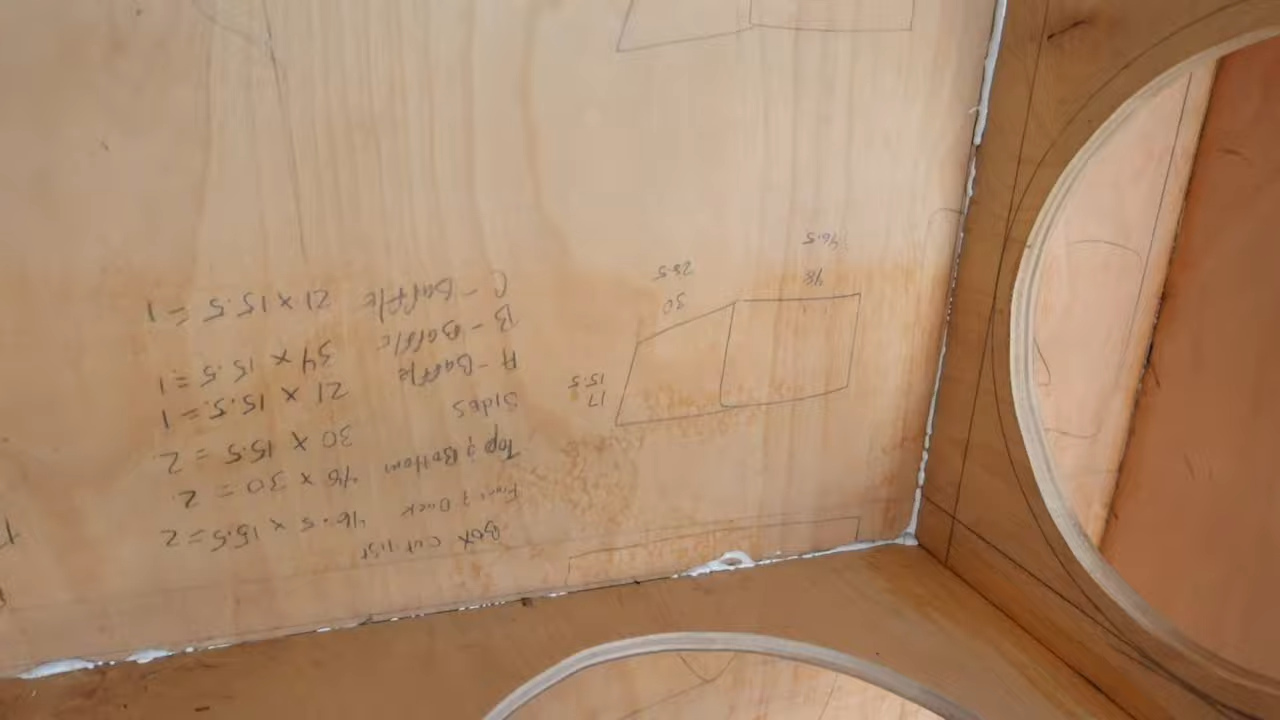 Box cut list
Front & Back 46.5 x 15.5 = 2
Top & Bottom 48 x 30 = 2
Sides 30 x 15.5 = 2
A - Baffle 21 x 15.5 = 1
B - Baffle 34 x 15.5 = 1
C - Baffle 21 x 15.5 = 1
17
15.5
48
46.5
30
28.5